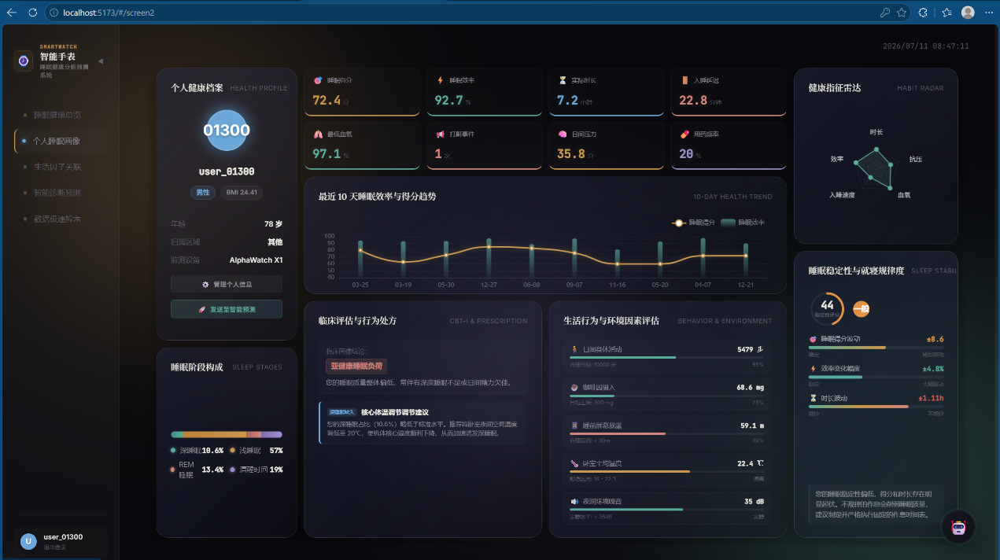 localhost:5173/#/screen2
SMARTWATCH
智能手表
睡眠健康分析预测
系统
2026/07/11 08:47:11
睡眠健康总览
个人睡眠画像
生活因子关联
智能诊断预测
数据极速检索
U
user_01300
退出登录
个人健康档案 HEALTH PROFILE
01300
user_01300
男性 BMI 24.41
年龄 78 岁
归属区域 其他
监测设备 AlphaWatch X1
管理个人信息
发送至智能预测
睡眠阶段构成 SLEEP STAGES
深睡眠 10.6% 浅睡眠 57%
REM
睡眠 13.4% 清醒时间 19%
睡眠得分
72.4 分
睡眠效率
92.7 %
实际时长
7.2 小时
入睡延迟
22.8 分钟
最低血氧
97.1 %
打鼾事件
1 次
日间压力
35.8 分
用药频率
20 %
最近 10 天睡眠效率与得分趋势 10-DAY HEALTH TREND
睡眠得分 睡眠效率
100
90
80
70
60
50
40
03-25 03-19 05-30 12-27 06-08 09-07 11-16 05-20 04-07 12-21
临床评估与行为处方 CBT-I & PRESCRIPTION
临床画像结论：
亚健康睡眠负荷
您的睡眠质量整体偏低，常伴有深度睡眠不足或日间精力欠佳。
深睡眠缺失 核心体温调节调节建议
您的深睡眠占比（10.6%）略低于标准水平。推荐将卧室夜间空调温度
调低至 20℃，使机体核心温度顺利下降，从而加速诱发深睡眠。
生活行为与环境因素评估 BEHAVIOR & ENVIRONMENT
日间身体活动 5479 步
合理目标: 10000 步 55%
咖啡因摄入 68.6 mg
日均上限: 300 mg 23%
睡前屏幕暴露 59.1 m
合理区间: < 30m 49%
卧室平均温度 22.4 ℃
舒适区间: 18 - 22 ℃ 偏高
夜间环境噪音 35 dB
安静水平: < 35dB 安静
健康指征雷达 HABIT RADAR
时长
效率
抗压
入睡速度
血氧
睡眠稳定性与就寝规律度 SLEEP STABIL
44
稳定性评分
一般
睡眠得分波动 ±8.6
稳定
效率变化幅度 ±4.8%
稳定
时长波动 ±1.11h
规律 不规律
您的睡眠稳定性偏低，得分和时长存在明
显起伏。不规律的作息会削弱睡眠质量，
建议制定并严格执行固定的作息时间表。